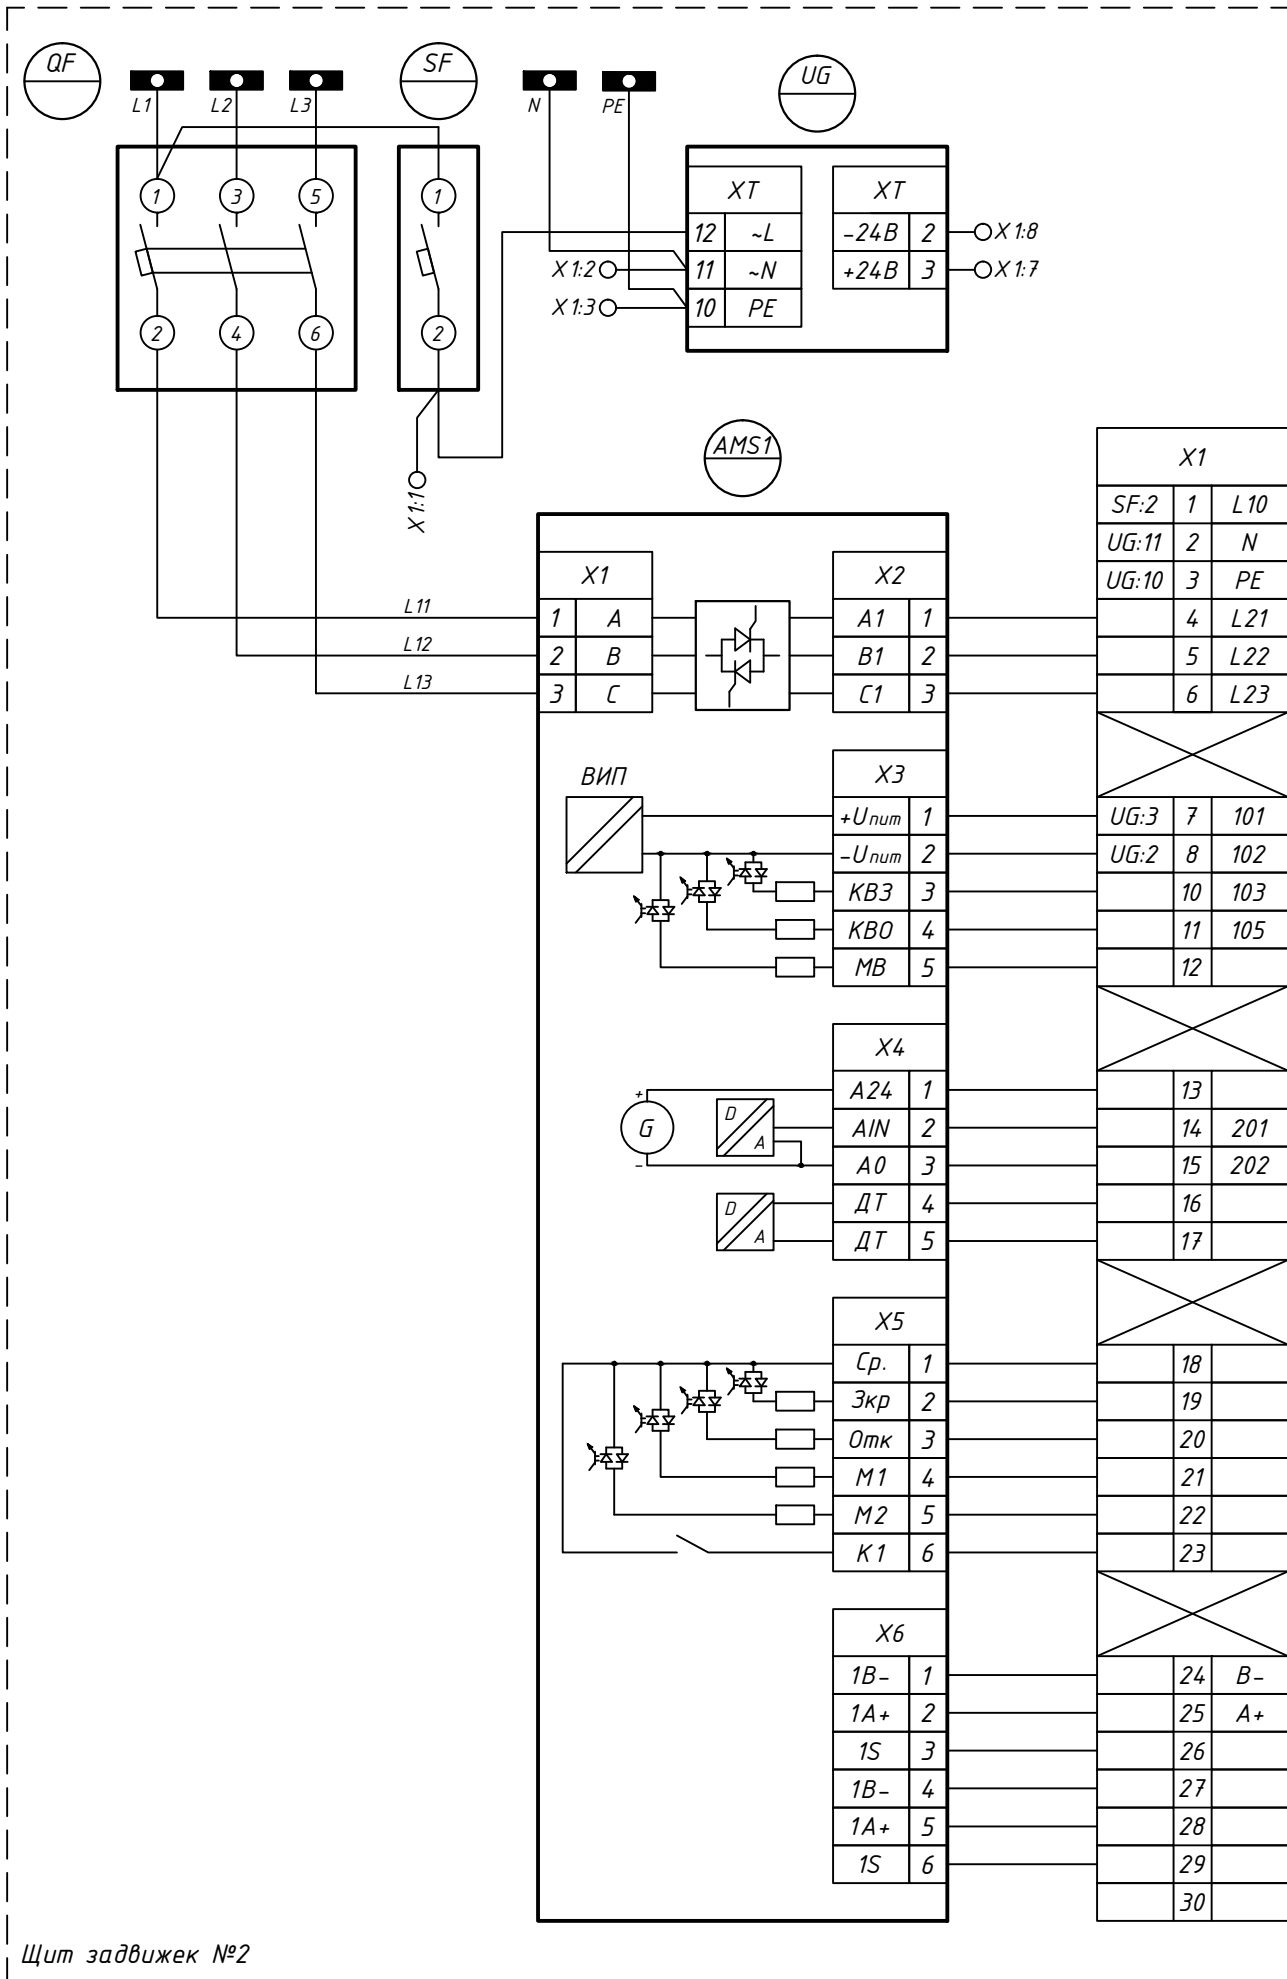 QF
SF
UG
L1
L2
L3
N
PE
1
3
5
1
2
4
6
2
XT
12 ~L
11 ~N
10 PE
XT
-24В 2
+24В 3
X1:8
X1:7
X1:2
X1:3
X1:1
AMS1
L11
L12
L13
X1
1 A
2 B
3 C
X2
A1 1
B1 2
C1 3
ВИП
X3
+Uпит 1
-Uпит 2
КВЗ 3
КВО 4
МВ 5
X4
A24 1
AIN 2
A0 3
ДТ 4
ДТ 5
+
G
-
D
A
D
A
X5
Ср. 1
Зкр 2
Отк 3
М1 4
М2 5
К1 6
X6
1B- 1
1A+ 2
1S 3
1B- 4
1A+ 5
1S 6
X1
SF:2 1 L10
UG:11 2 N
UG:10 3 PE
4 L21
5 L22
6 L23
UG:3 7 101
UG:2 8 102
10 103
11 105
12
13
14 201
15 202
16
17
18
19
20
21
22
23
24 B-
25 A+
26
27
28
29
30
Щит задвижек №2